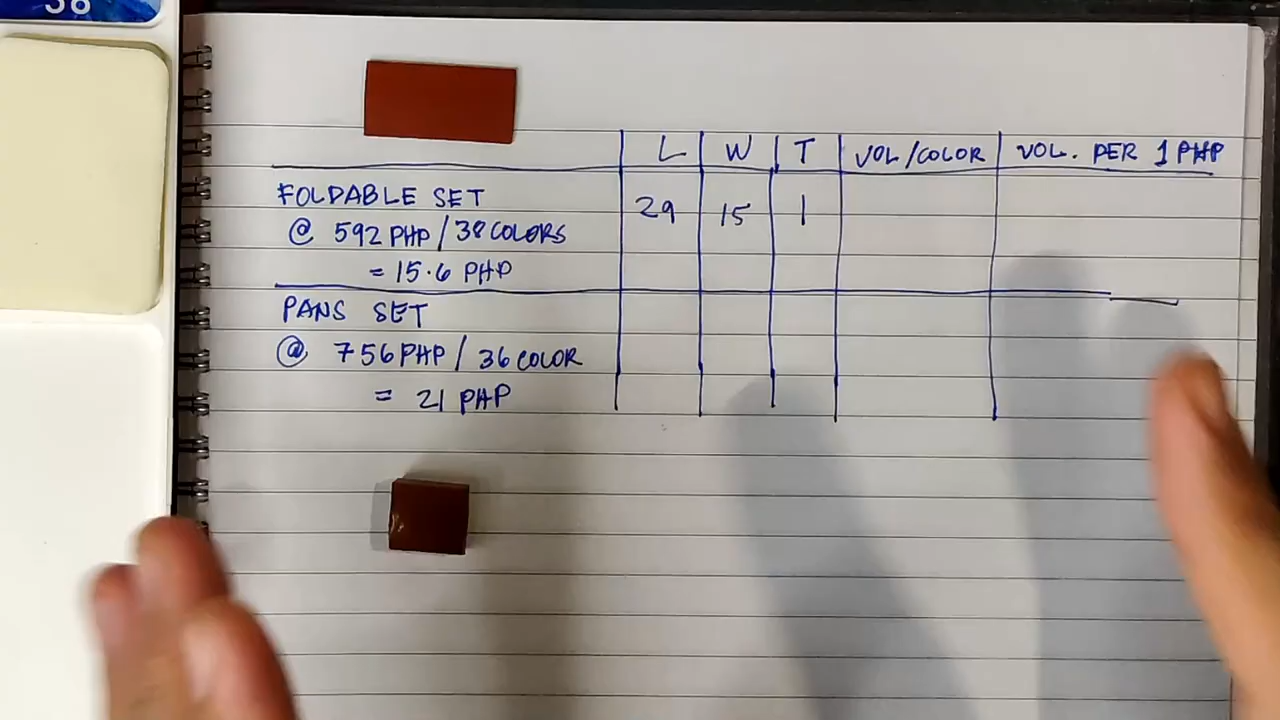 38
L W T VOL/COLOR VOL. PER 1 PHP
FOLDABLE SET
@ 592 PHP/38 COLORS
= 15.6 PHP
29 15 1
PANS SET
@ 756 PHP/36 COLOR
= 21 PHP